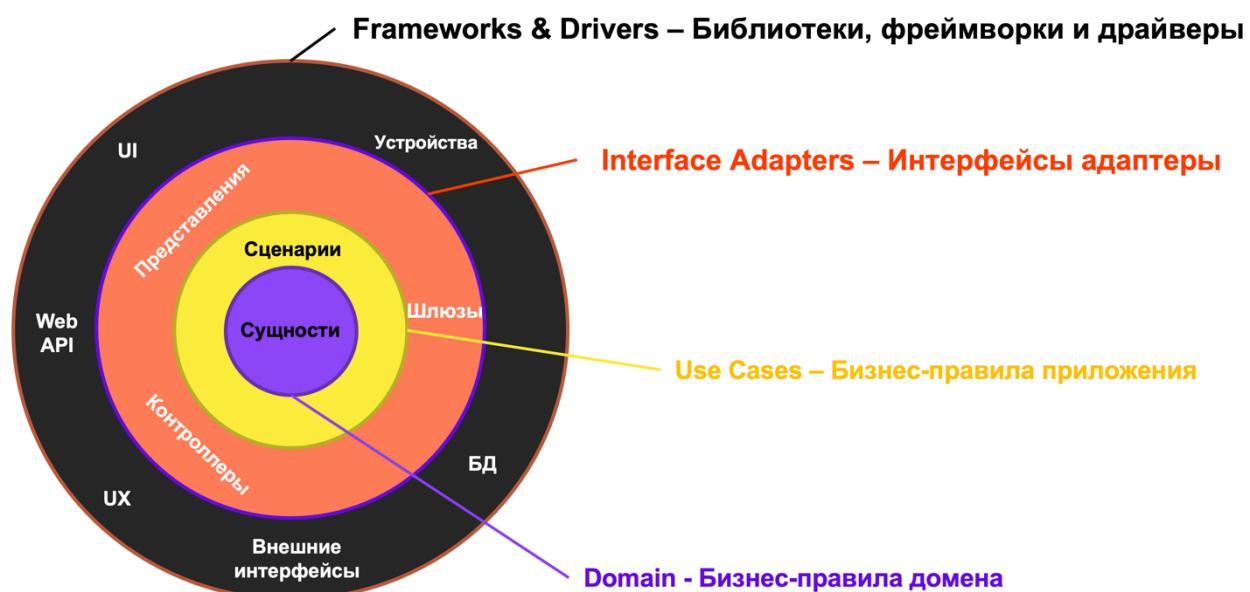 Frameworks & Drivers – Библиотеки, фреймворки и драйверы
UI
Устройства
Interface Adapters – Интерфейсы адаптеры
Представления
Сценарии
Шлюзы
Сущности
Web
API
Use Cases – Бизнес-правила приложения
Контроллеры
БД
UX
Внешние
интерфейсы
Domain - Бизнес-правила домена